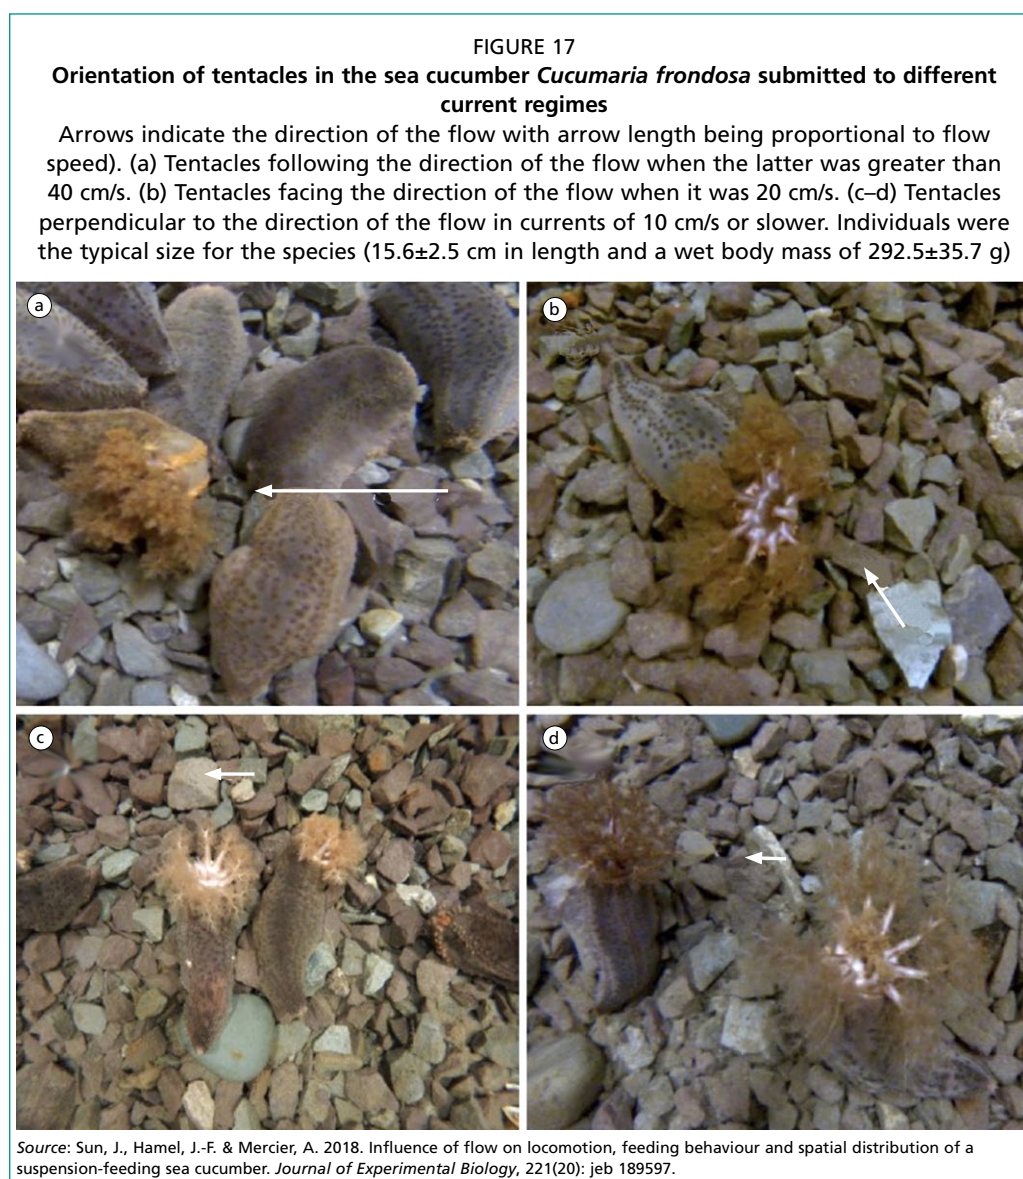 FIGURE 17
Orientation of tentacles in the sea cucumber Cucumaria frondosa submitted to different
current regimes
Arrows indicate the direction of the flow with arrow length being proportional to flow
speed). (a) Tentacles following the direction of the flow when the latter was greater than
40 cm/s. (b) Tentacles facing the direction of the flow when it was 20 cm/s. (c–d) Tentacles
perpendicular to the direction of the flow in currents of 10 cm/s or slower. Individuals were
the typical size for the species (15.6±2.5 cm in length and a wet body mass of 292.5±35.7 g)
a
b
c
d
Source: Sun, J., Hamel, J.-F. & Mercier, A. 2018. Influence of flow on locomotion, feeding behaviour and spatial distribution of a
suspension-feeding sea cucumber. Journal of Experimental Biology, 221(20): jeb 189597.